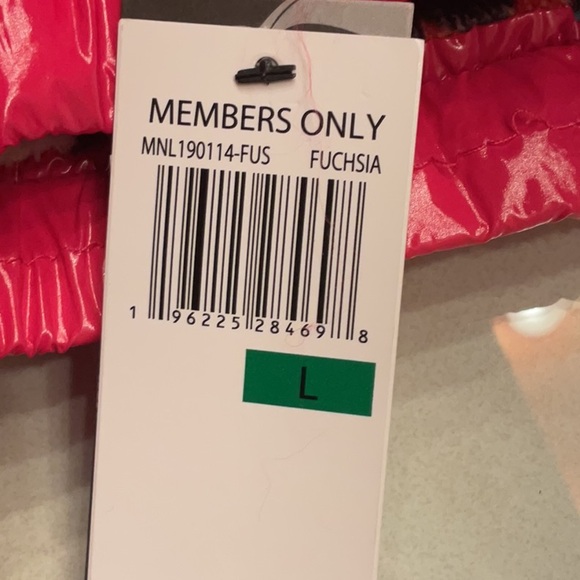 MEMBERS ONLY
MNL190114-FUS FUCHSIA
1 96225 28469 8
L